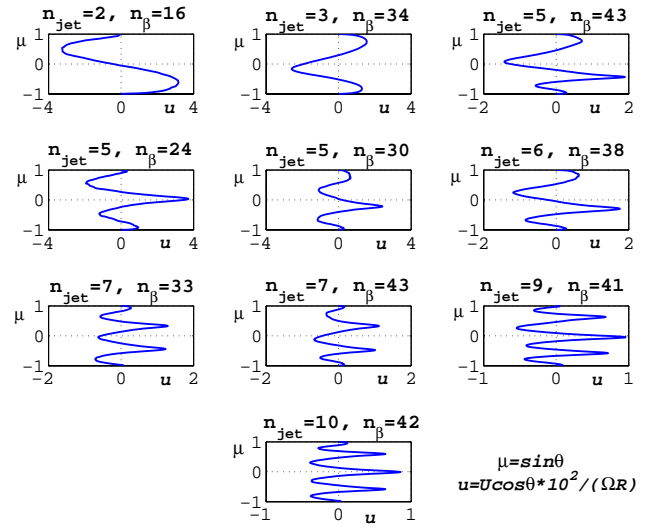 n_jet=2, n_β=16
n_jet=3, n_β=34
n_jet=5, n_β=43
μ 1 0 −1
−4 0 u 4
μ 1 0 −1
−4 0 u 4
μ 1 0 −1
−2 0 u 2
n_jet=5, n_β=24
n_jet=5, n_β=30
n_jet=6, n_β=38
μ 1 0 −1
−4 0 u 4
μ 1 0 −1
−4 0 u 4
μ 1 0 −1
−2 0 u 2
n_jet=7, n_β=33
n_jet=7, n_β=43
n_jet=9, n_β=41
μ 1 0 −1
−2 0 u 2
μ 1 0 −1
−2 0 u 2
μ 1 0 −1
−1 0 u 1
n_jet=10, n_β=42
μ 1 0 −1
−1 0 u 1
μ=sinθ
u=Ucosθ*10^2/(ΩR)